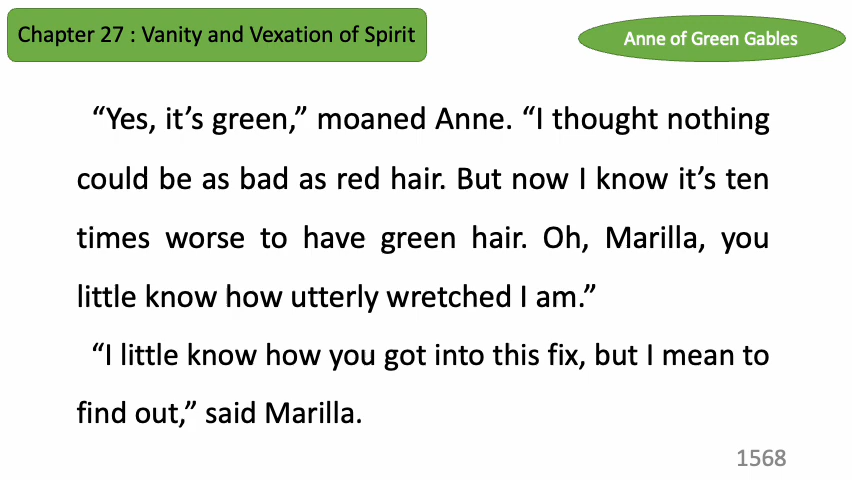 Chapter 27 : Vanity and Vexation of Spirit
Anne of Green Gables
“Yes, it’s green,” moaned Anne. “I thought nothing
could be as bad as red hair. But now I know it’s ten
times worse to have green hair. Oh, Marilla, you
little know how utterly wretched I am.”
“I little know how you got into this fix, but I mean to
find out,” said Marilla.
1568